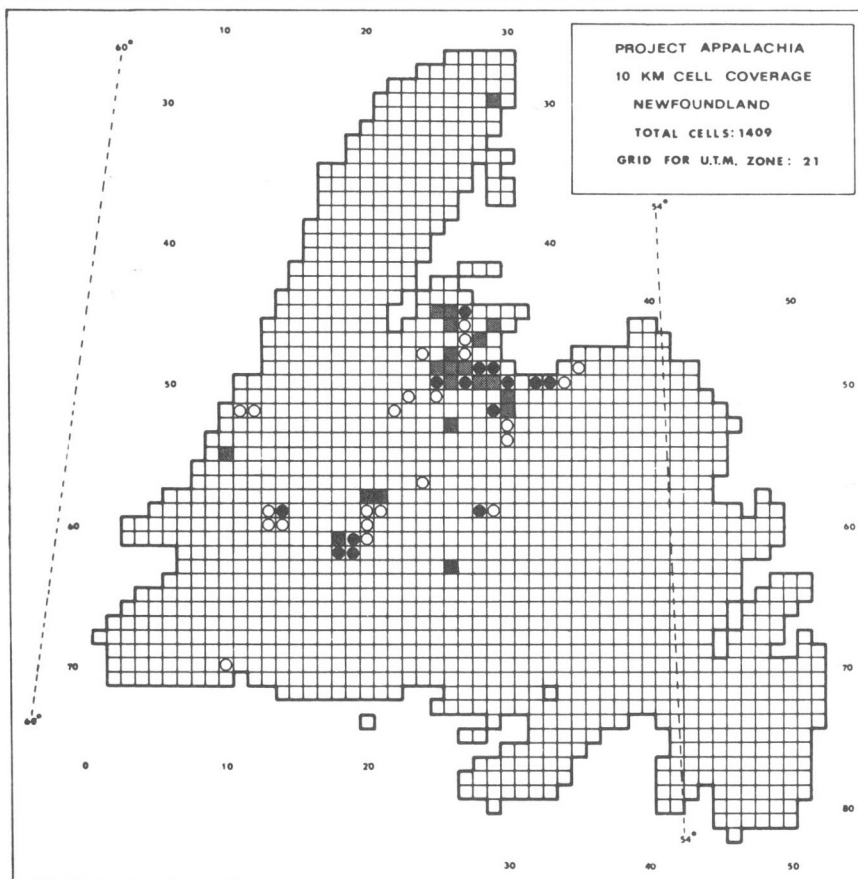 PROJECT APPALACHIA
10 KM CELL COVERAGE
NEWFOUNDLAND
TOTAL CELLS: 1409
GRID FOR U.T.M. ZONE: 21
10 20 30
60°
30 30
54°
40 40
40 50
50 50
60 60
70 70
60°
0 10 20
80
54°
30 40 50